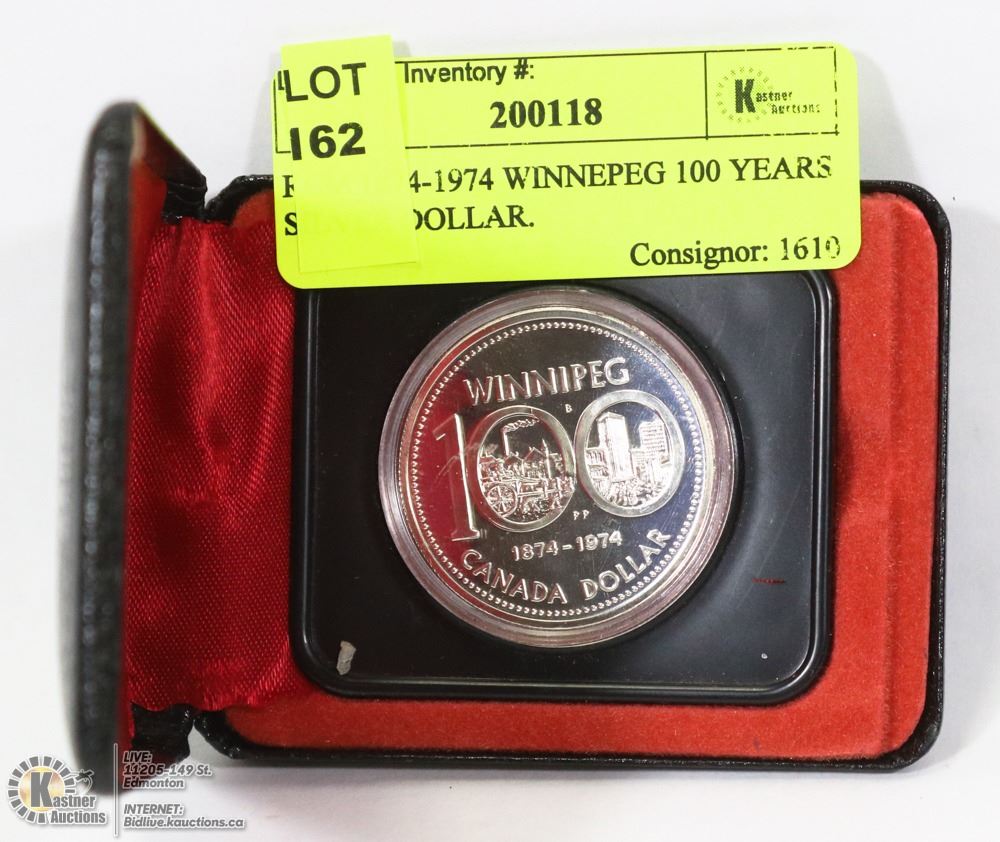 LOT
162
Inventory #:
200118
Kastner
Auctions
4-1974 WINNEPEG 100 YEARS
DOLLAR.
Consignor: 1610
WINNIPEG
B
100
PP
1874-1974
CANADA DOLLAR
Kastner
Auctions
LIVE:
11205-149 St.
Edmonton
INTERNET:
Bidlive.kauctions.ca